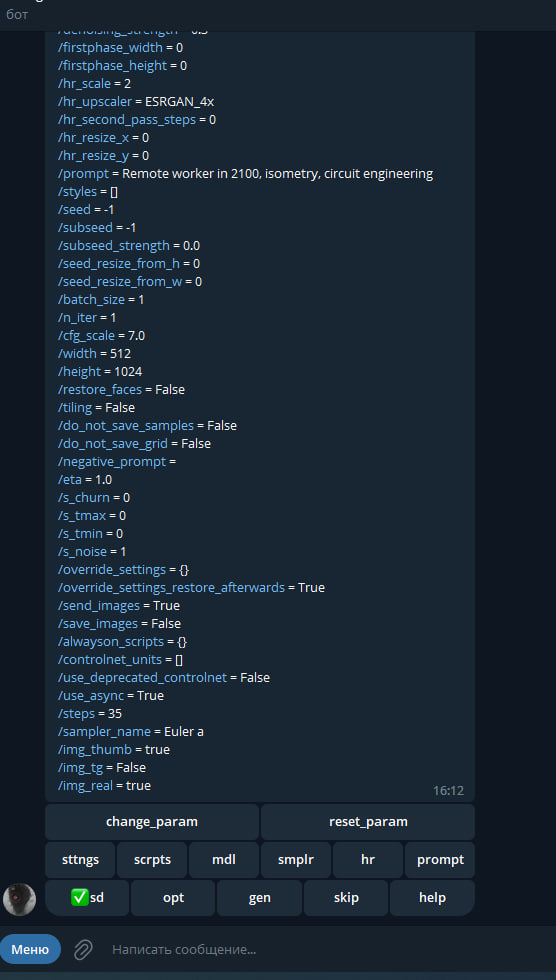 бот
/denoising_strength = 0.3
/firstphase_width = 0
/firstphase_height = 0
/hr_scale = 2
/hr_upscaler = ESRGAN_4x
/hr_second_pass_steps = 0
/hr_resize_x = 0
/hr_resize_y = 0
/prompt = Remote worker in 2100, isometry, circuit engineering
/styles = []
/seed = -1
/subseed = -1
/subseed_strength = 0.0
/seed_resize_from_h = 0
/seed_resize_from_w = 0
/batch_size = 1
/n_iter = 1
/cfg_scale = 7.0
/width = 512
/height = 1024
/restore_faces = False
/tiling = False
/do_not_save_samples = False
/do_not_save_grid = False
/negative_prompt =
/eta = 1.0
/s_churn = 0
/s_tmax = 0
/s_tmin = 0
/s_noise = 1
/override_settings = {}
/override_settings_restore_afterwards = True
/send_images = True
/save_images = False
/alwayson_scripts = {}
/controlnet_units = []
/use_deprecated_controlnet = False
/use_async = True
/steps = 35
/sampler_name = Euler a
/img_thumb = true
/img_tg = False
/img_real = true
16:12
change_param reset_param
sttngs scrpts mdl smplr hr prompt
✅sd opt gen skip help
Меню Написать сообщение...